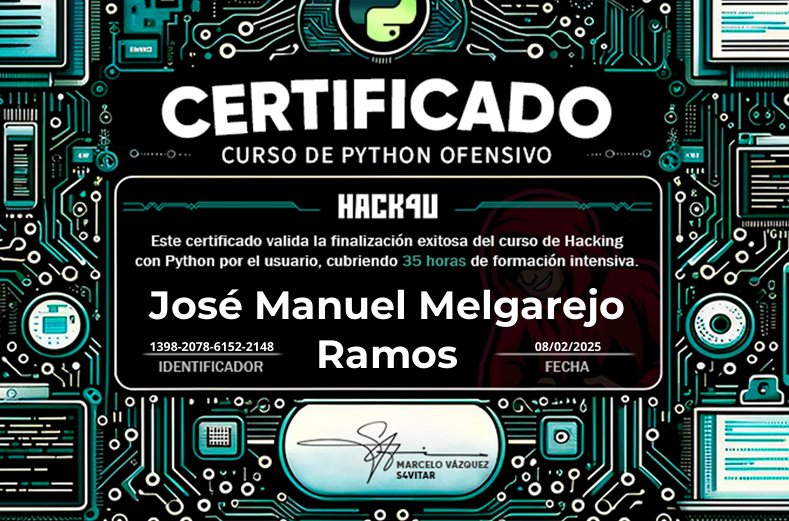 CERTIFICADO
CURSO DE PYTHON OFENSIVO
HACK4U
Este certificado valida la finalización exitosa del curso de Hacking
con Python por el usuario, cubriendo 35 horas de formación intensiva.
José Manuel Melgarejo
Ramos
1398-2078-6152-2148
IDENTIFICADOR
08/02/2025
FECHA
MARCELO VÁZQUEZ
S4VITAR